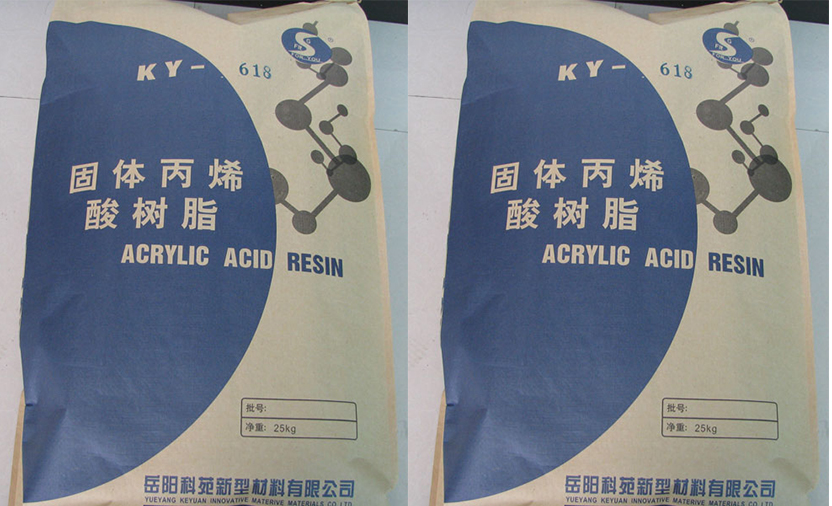 KY- 618
固体丙烯
酸树脂
ACRYLIC ACID RESIN
批号:
净重: 25kg
岳阳科苑新型材料有限公司
YUEYANG KEYUAN INNOVATIVE MATERIVE MATERIALS CO LTD
KY- 618
固体丙烯
酸树脂
ACRYLIC ACID RESIN
批号:
净重: 25kg
岳阳科苑新型材料有限公司
YUEYANG KEYUAN INNOVATIVE MATERIVE MATERIALS CO LTD